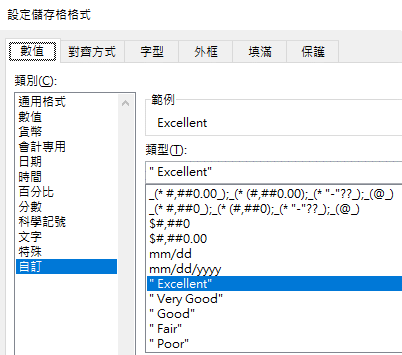 設定儲存格格式
數值 對齊方式 字型 外框 填滿 保護
類別(C):
通用格式
數值
貨幣
會計專用
日期
時間
百分比
分數
科學記號
文字
特殊
自訂
範例
Excellent
類型(T):
" Excellent"
_(* #,##0.00_);_(* (#,##0.00);_(* "-"??_);_(@_)
_(* #,##0_);_(* (#,##0);_(* "-"??_);_(@_)
$#,##0
$#,##0.00
mm/dd
mm/dd/yyyy
" Excellent"
" Very Good"
" Good"
" Fair"
" Poor"